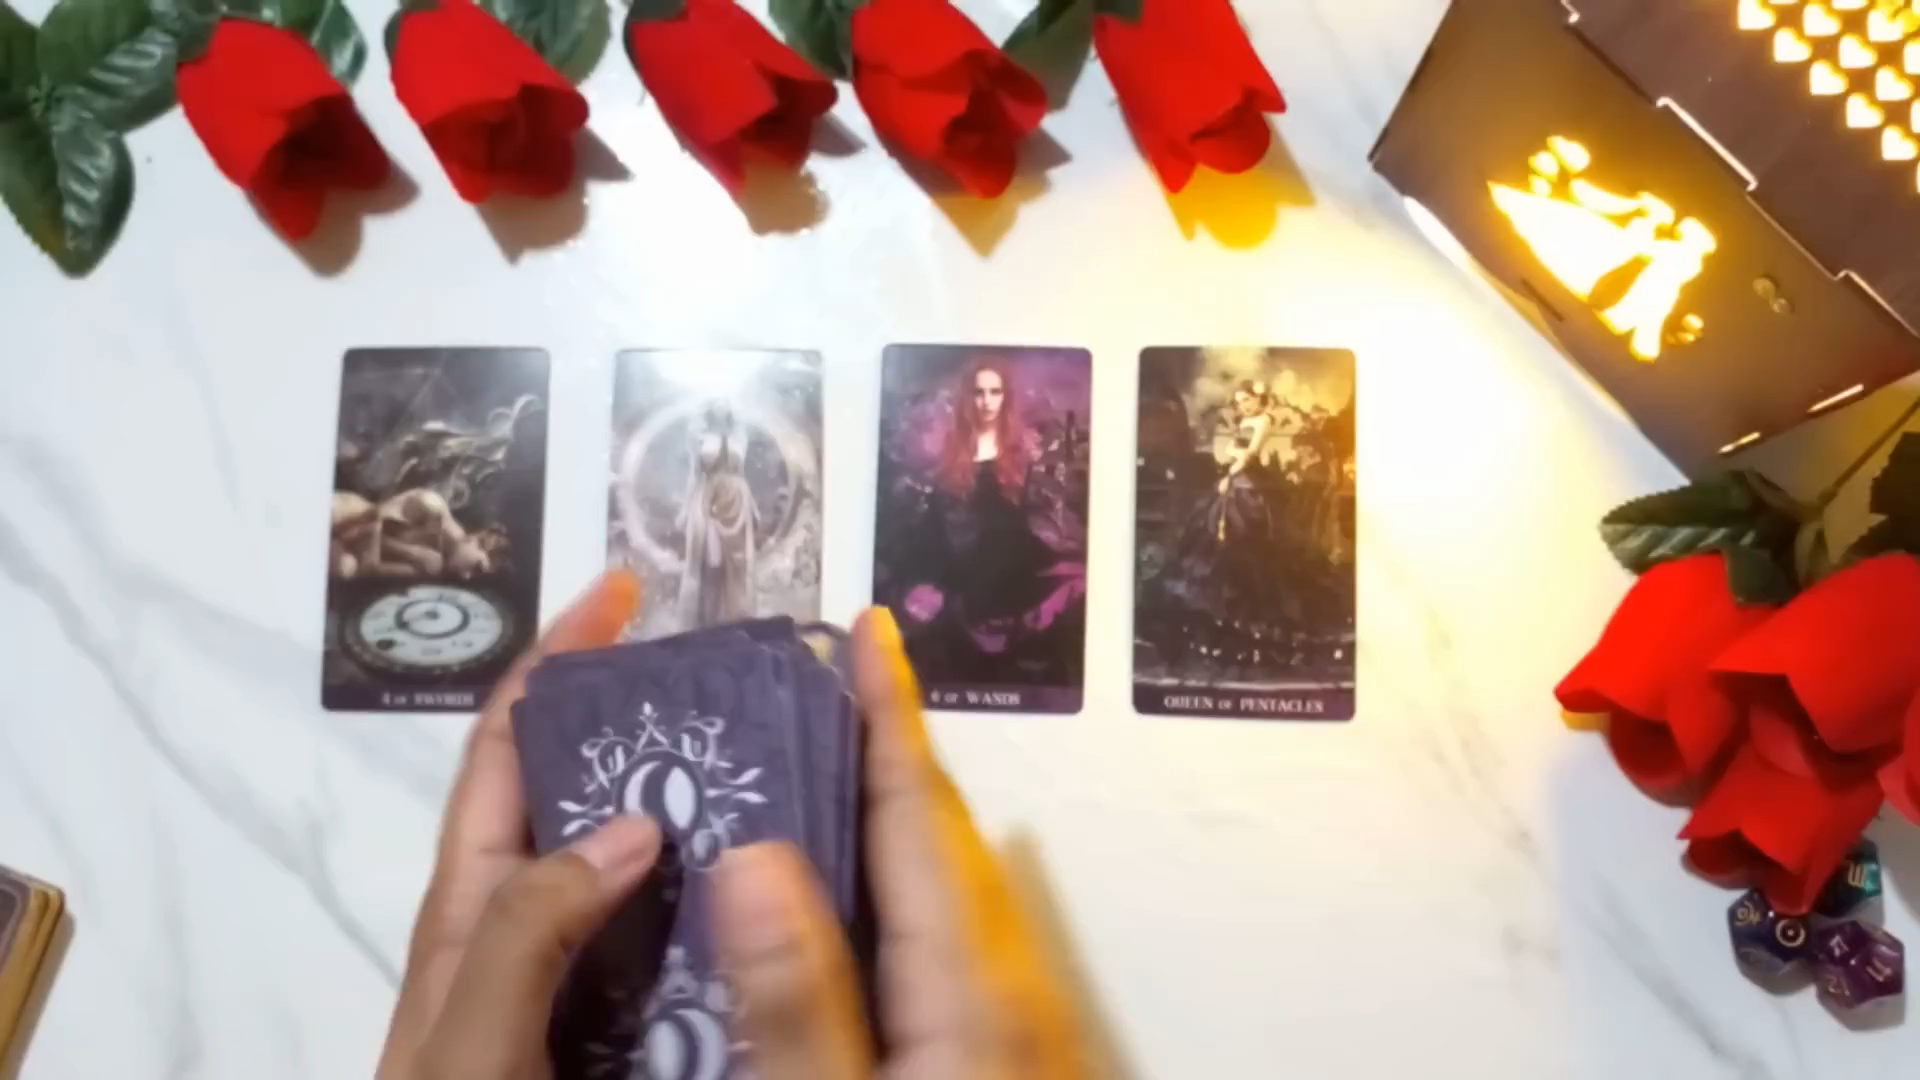 4 OF SWORDS
6 OF WANDS
QUEEN OF PENTACLES